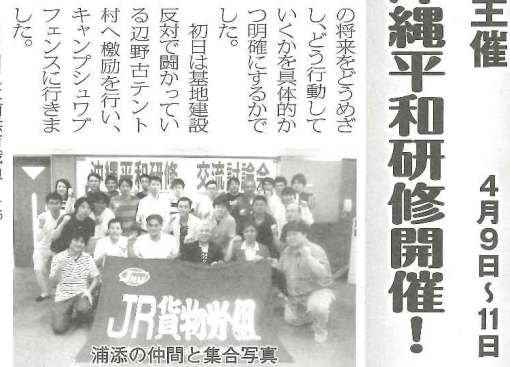 主催
4月9日～11日
沖縄平和研修開催！
の将来をどうめざ
し、どう行動して
いくかを具体的か
つ明確にするかで
した。
初日は基地建設
反対で闘かってい
る辺野古テント
村へ激励を行い、
キャンプシュワブ
フェンスに行きま
した。
沖縄平和研修　交流討論会
JRU
JR貨物労組
浦添の仲間と集合写真